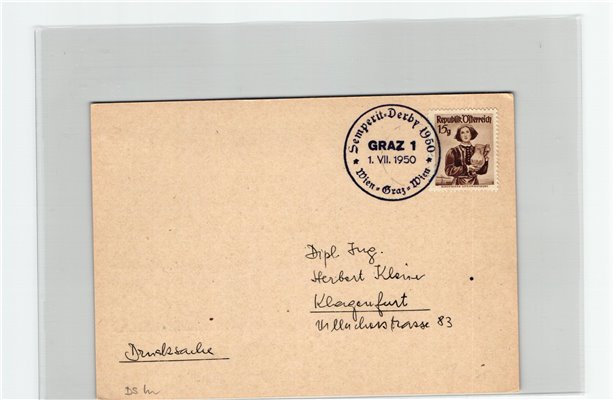 Semperit-Derby 1950
GRAZ 1
1. VII. 1950
Wien-Graz-Wien
Republik Österreich
15g
Dipl Ing.
Herbert Kleiner
Klagenfurt
Villacherstrasse 83
Drucksache